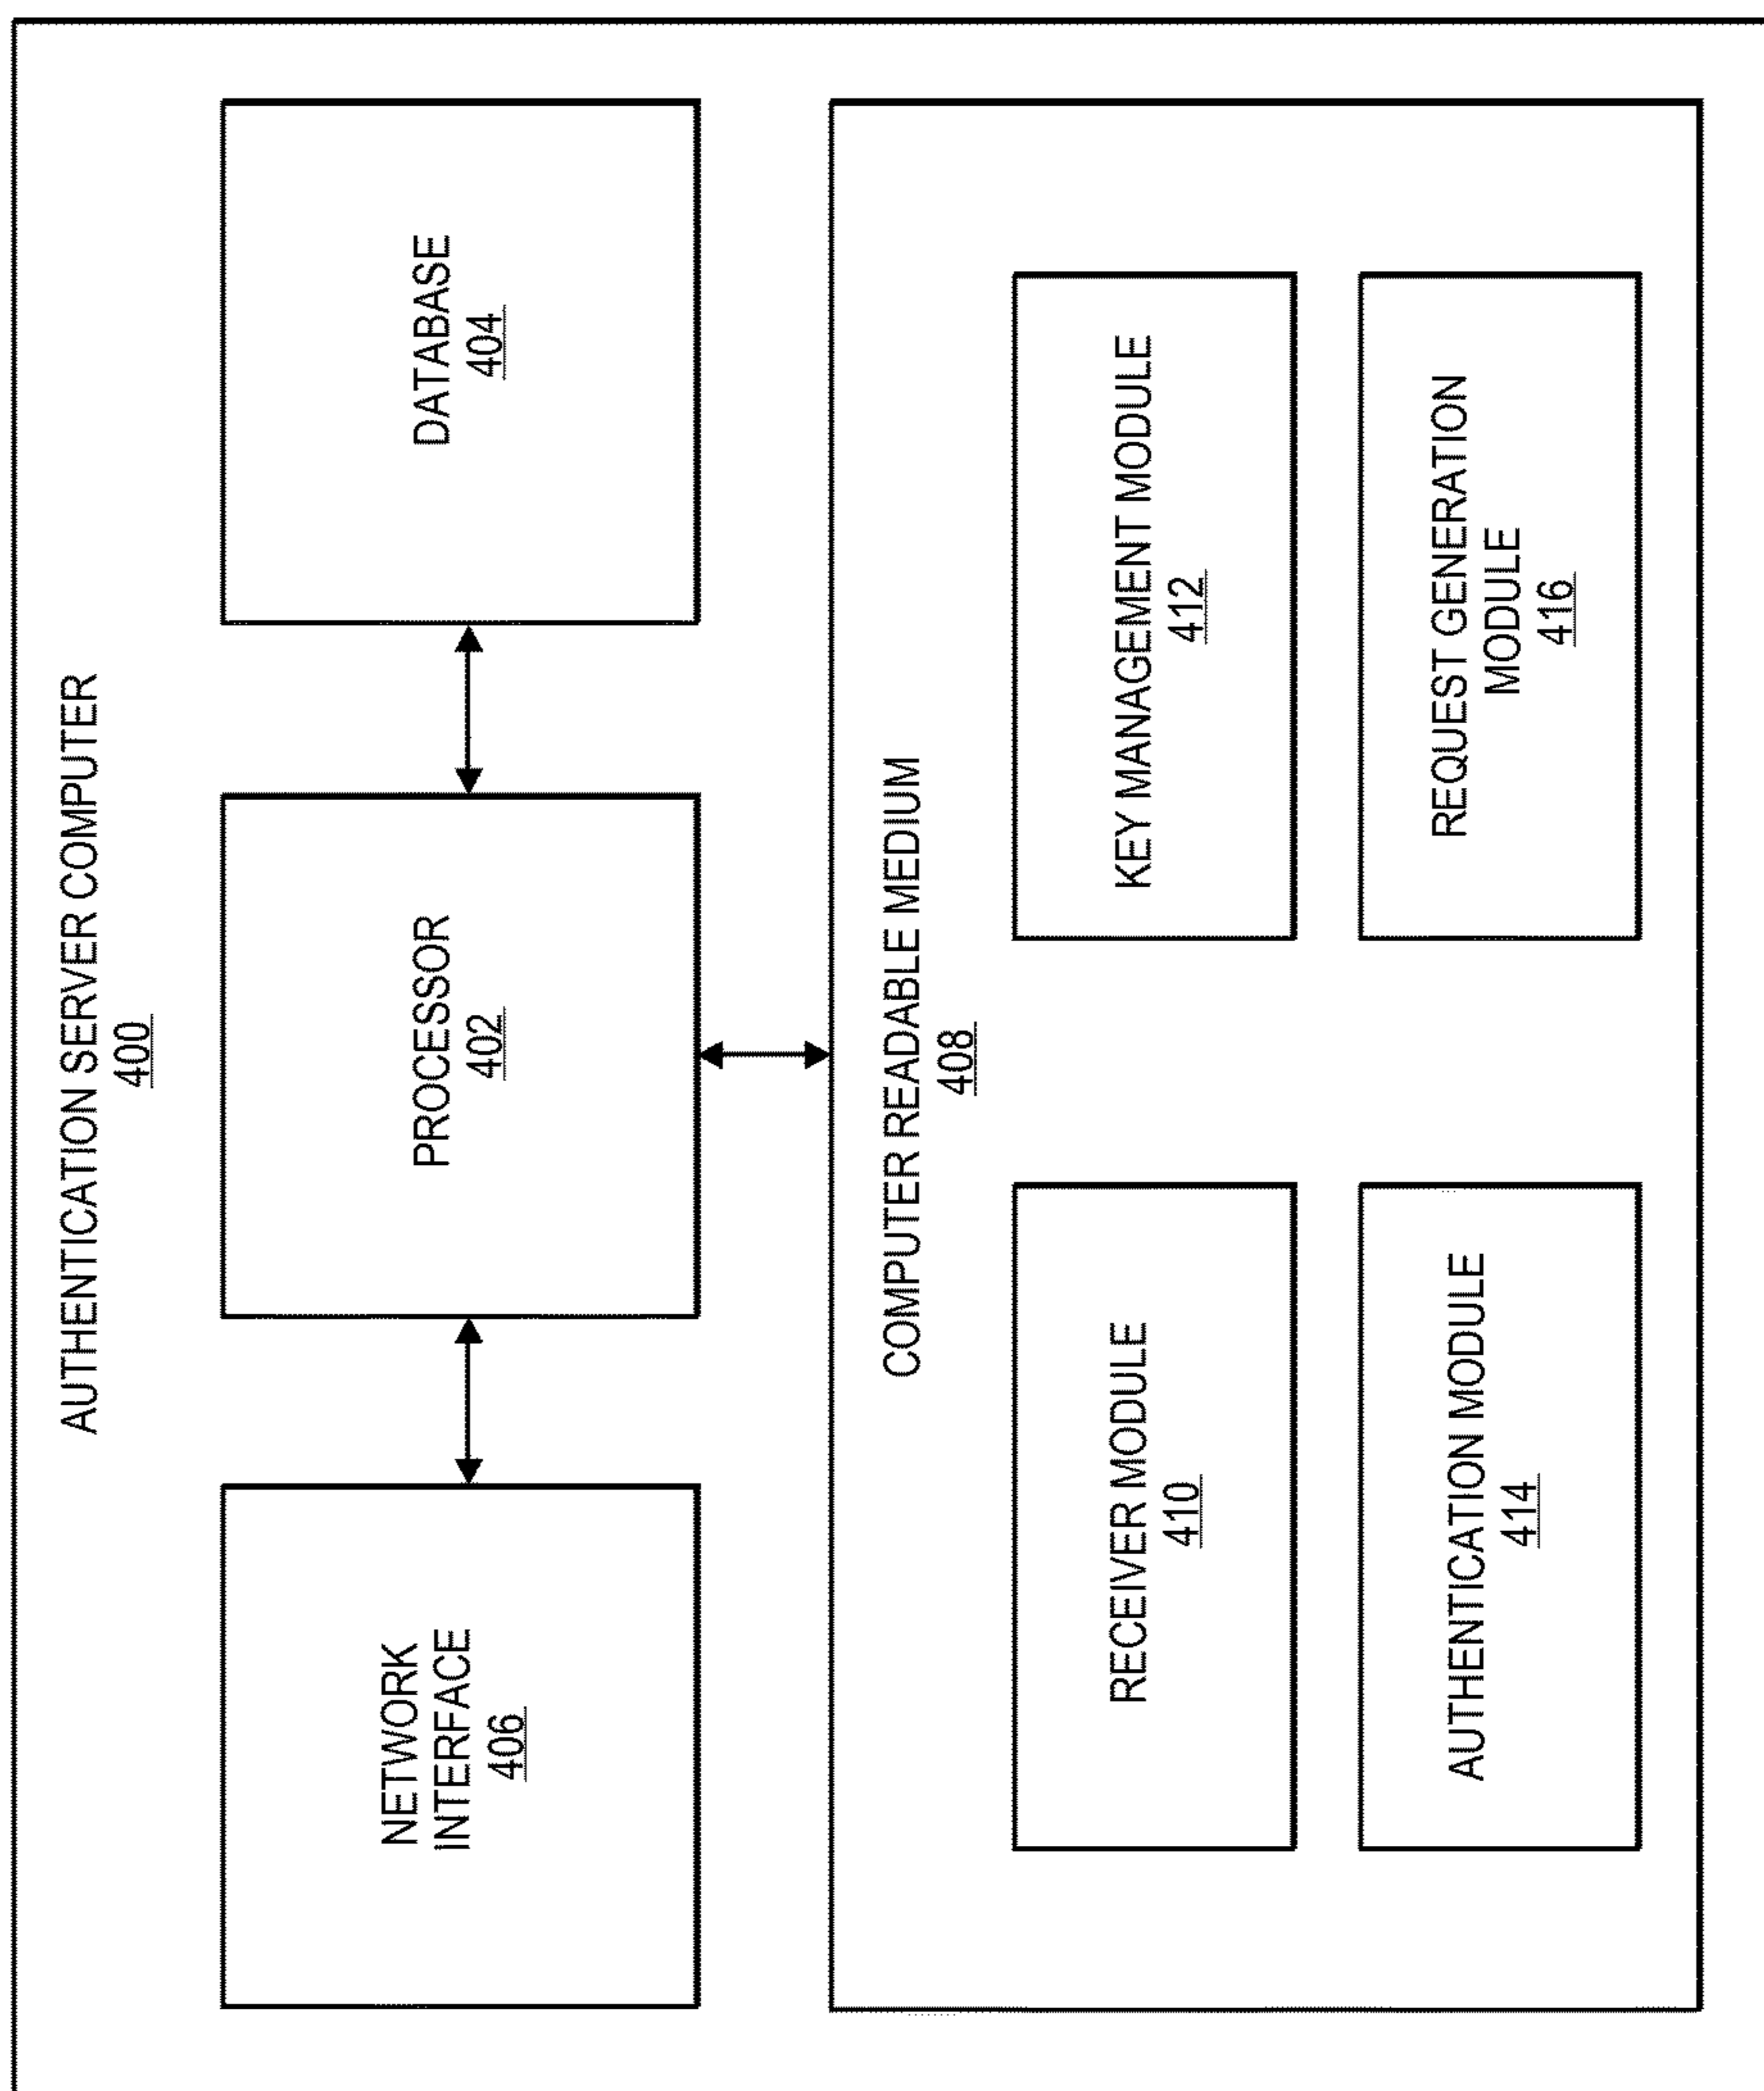 AUTHENTICATION SERVER COMPUTER
400
NETWORK
INTERFACE
406
PROCESSOR
402
DATABASE
404
COMPUTER READABLE MEDIUM
408
RECEIVER MODULE
410
KEY MANAGEMENT MODULE
412
AUTHENTICATION MODULE
414
REQUEST GENERATION
MODULE
416